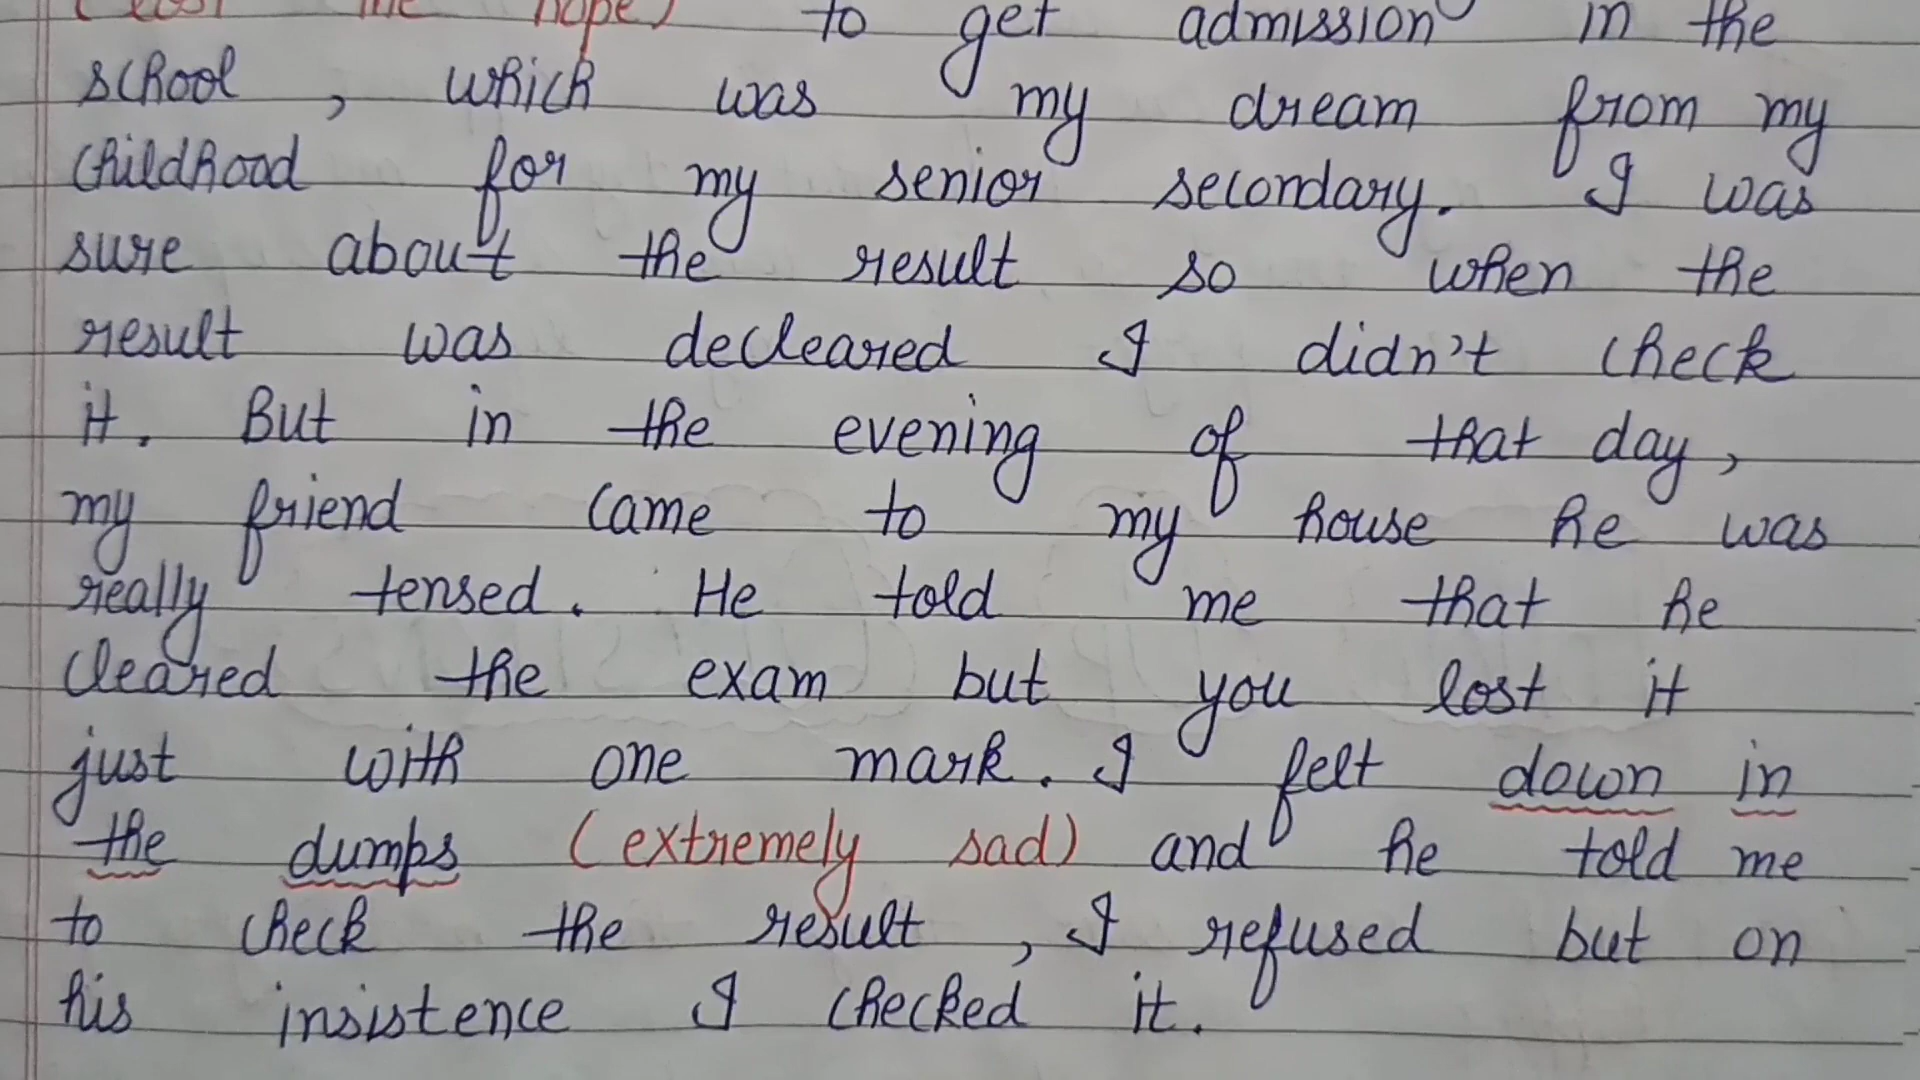 (lost the hope) to get admission in the
school , which was my dream from my
childhood for my senior secondary. I was
sure about the result so when the
result was decleared I didn't check
it. But in the evening of that day,
my friend came to my house he was
really tensed. He told me that he
cleared the exam but you lost it
just with one mark. I felt down in
the dumps (extremely sad) and he told me
to check the result , I refused but on
his insistence I checked it.